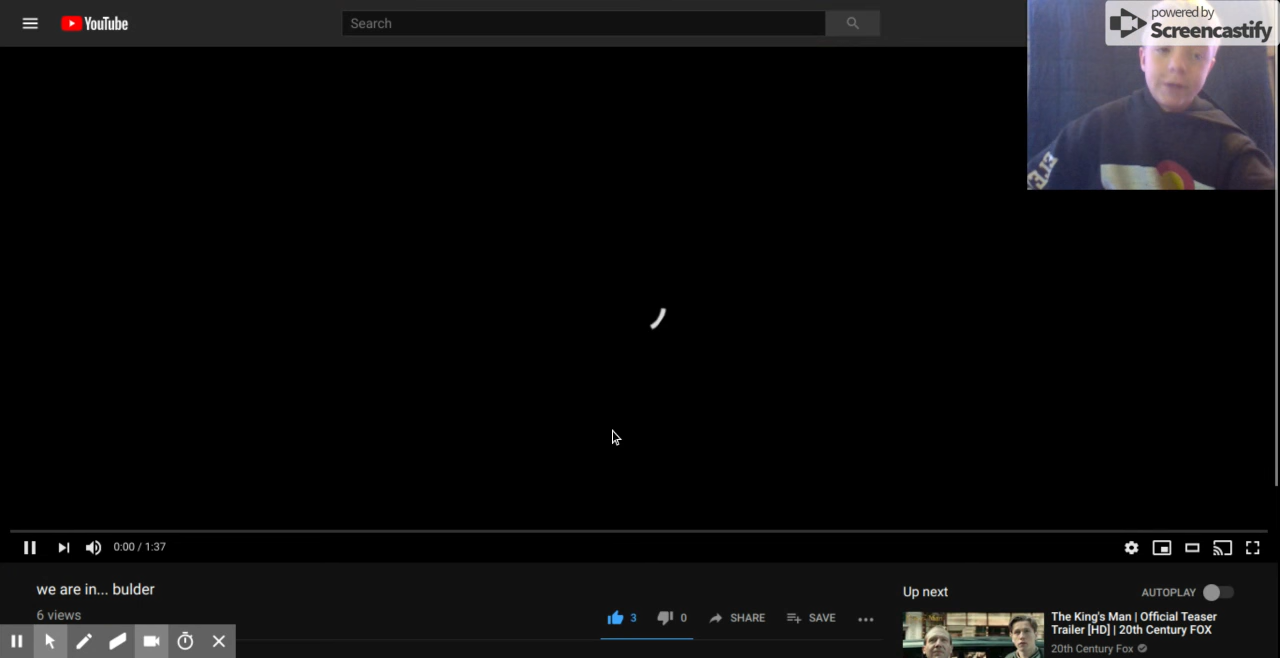 YouTube
Search
powered by
Screencastify
0:00 / 1:37
we are in... bulder
6 views
3
0
SHARE
SAVE
Up next
AUTOPLAY
The King's Man | Official Teaser
Trailer [HD] | 20th Century FOX
20th Century Fox